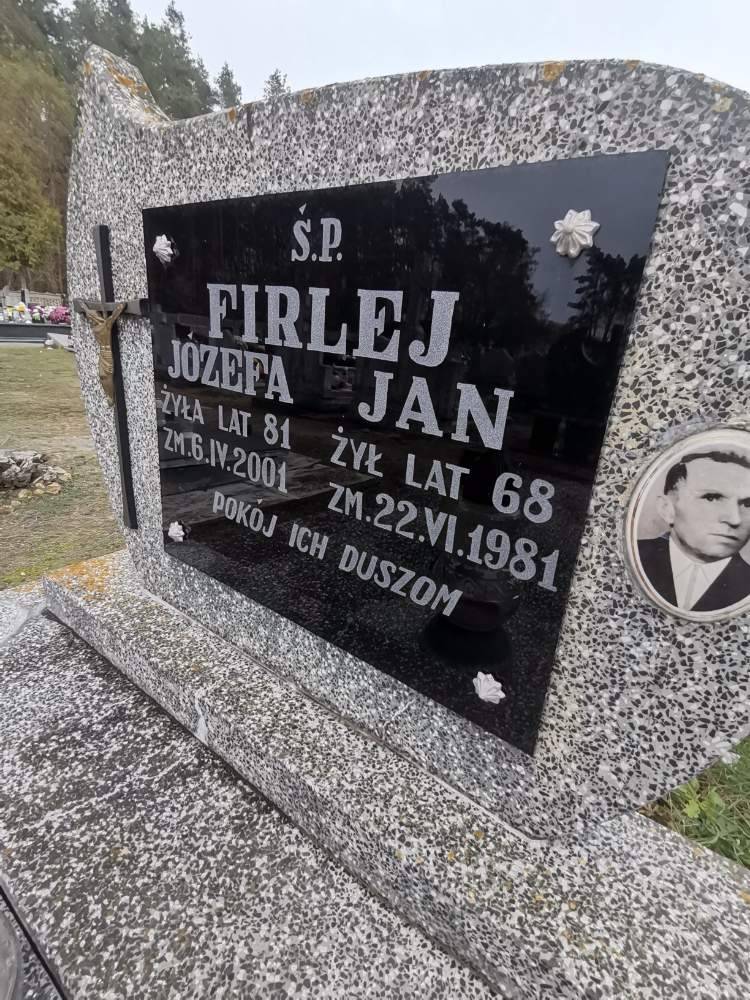 Ś.P.
FIRLEJ
JÓZEFA JAN
ŻYŁA LAT 81 ŻYŁ LAT 68
ZM.6.IV.2001 ZM.22.VI.1981
POKÓJ ICH DUSZOM